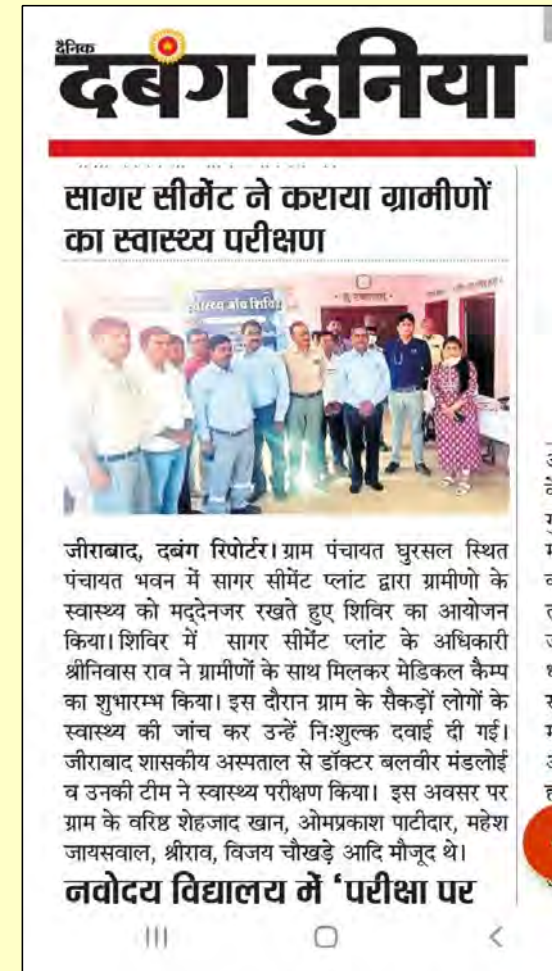 दैनिक
दबंग दुनिया
सागर सीमेंट ने कराया ग्रामीणों
का स्वास्थ्य परीक्षण
स्वास्थ्य जांच शिविर
जीराबाद, दबंग रिपोर्टर। ग्राम पंचायत घुरसल स्थित
पंचायत भवन में सागर सीमेंट प्लांट द्वारा ग्रामीणो के
स्वास्थ्य को मद्देनजर रखते हुए शिविर का आयोजन
किया। शिविर में सागर सीमेंट प्लांट के अधिकारी
श्रीनिवास राव ने ग्रामीणों के साथ मिलकर मेडिकल कैम्प
का शुभारम्भ किया। इस दौरान ग्राम के सैकड़ों लोगों के
स्वास्थ्य की जांच कर उन्हें निःशुल्क दवाई दी गई।
जीराबाद शासकीय अस्पताल से डॉक्टर बलवीर मंडलोई
व उनकी टीम ने स्वास्थ्य परीक्षण किया। इस अवसर पर
ग्राम के वरिष्ठ शेहजाद खान, ओमप्रकाश पाटीदार, महेश
जायसवाल, श्रीराव, विजय चौखड़े आदि मौजूद थे।
नवोदय विद्यालय में ‘परीक्षा पर